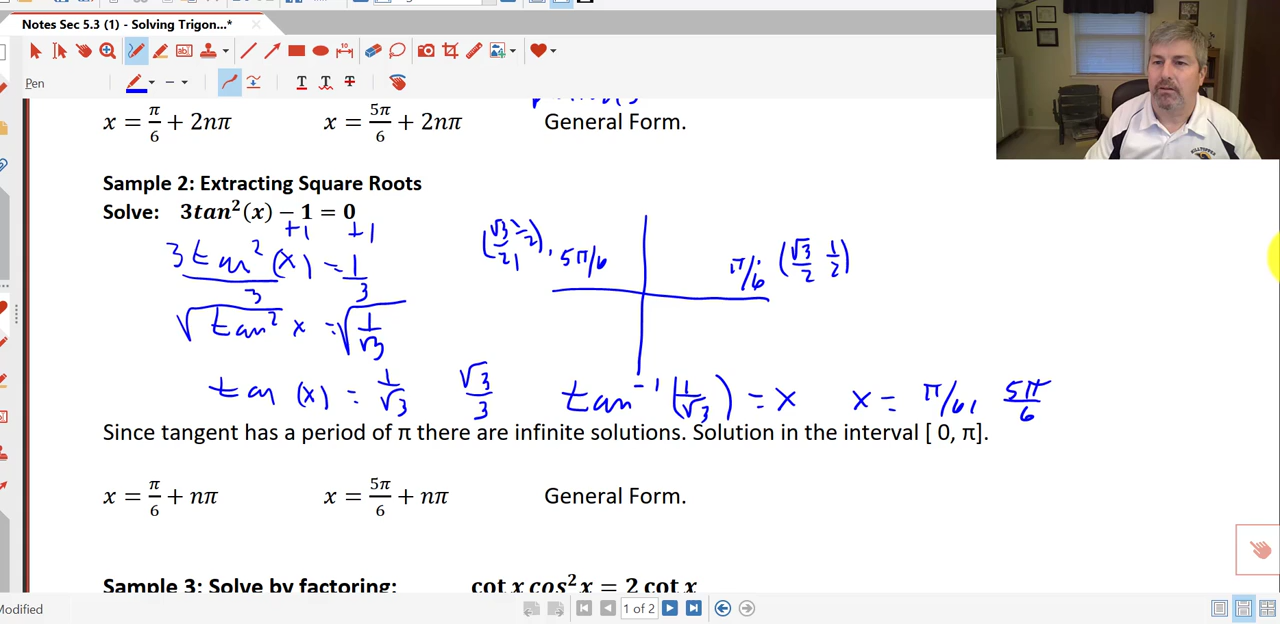 Notes Sec 5.3 (1) - Solving Trigon...*
Pen
x = π/6 + 2nπ x = 5π/6 + 2nπ General Form.
Sample 2: Extracting Square Roots
Solve: 3tan²(x) − 1 = 0
+1 +1
3tan²(x) = 1
3 3
√tan² x = √1/√3
tan (x) = 1/√3 √3/3
(√3/2, 1/2) 5π/6
π/6 (√3/2 1/2)
tan⁻¹(1/√3) = x x = π/6, 5π/6
Since tangent has a period of π there are infinite solutions. Solution in the interval [ 0, π].
x = π/6 + nπ x = 5π/6 + nπ General Form.
Sample 3: Solve by factoring: cot x cos²x = 2 cot x
Modified
1 of 2